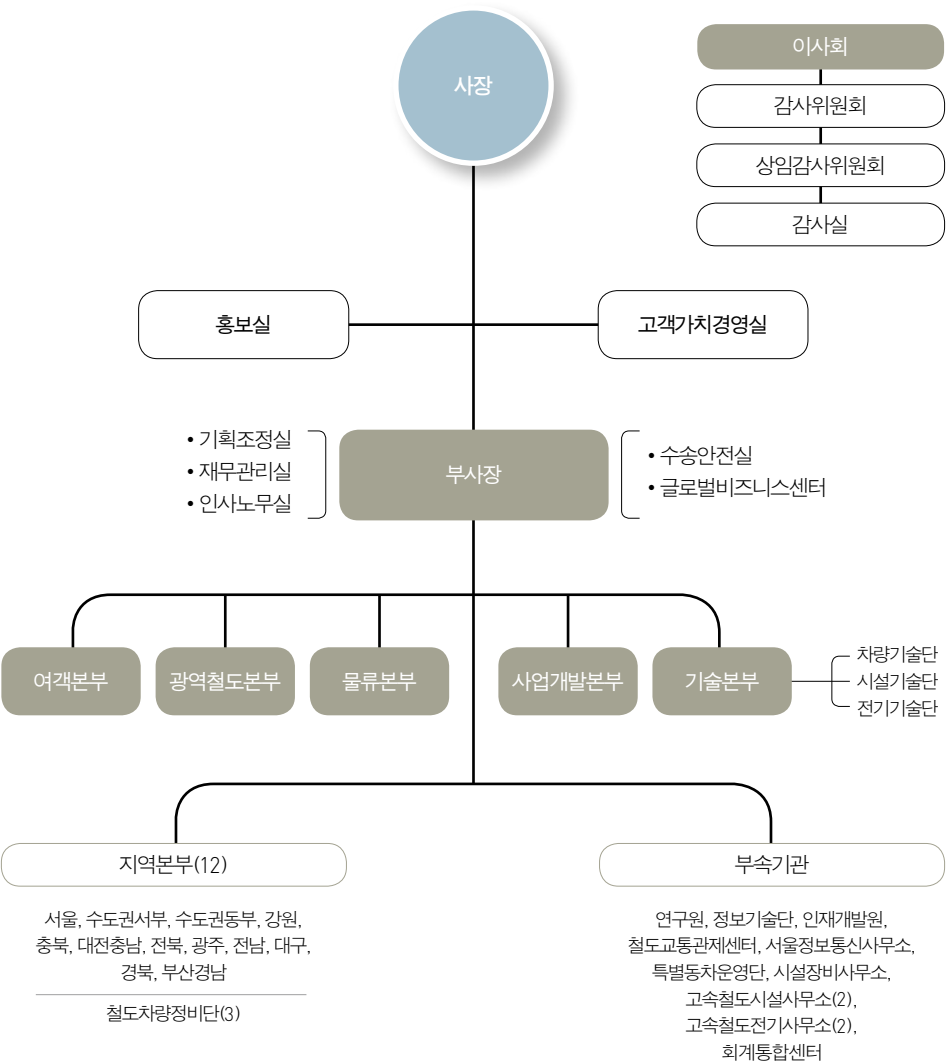 사장
이사회
감사위원회
상임감사위원회
감사실
홍보실
고객가치경영실
• 기획조정실
• 재무관리실
• 인사노무실
부사장
• 수송안전실
• 글로벌비즈니스센터
여객본부
광역철도본부
물류본부
사업개발본부
기술본부
차량기술단
시설기술단
전기기술단
지역본부(12)
서울, 수도권서부, 수도권동부, 강원,
충북, 대전충남, 전북, 광주, 전남, 대구,
경북, 부산경남
철도차량정비단(3)
부속기관
연구원, 정보기술단, 인재개발원,
철도교통관제센터, 서울정보통신사무소,
특별동차운영단, 시설장비사무소,
고속철도시설사무소(2),
고속철도전기사무소(2),
회계통합센터